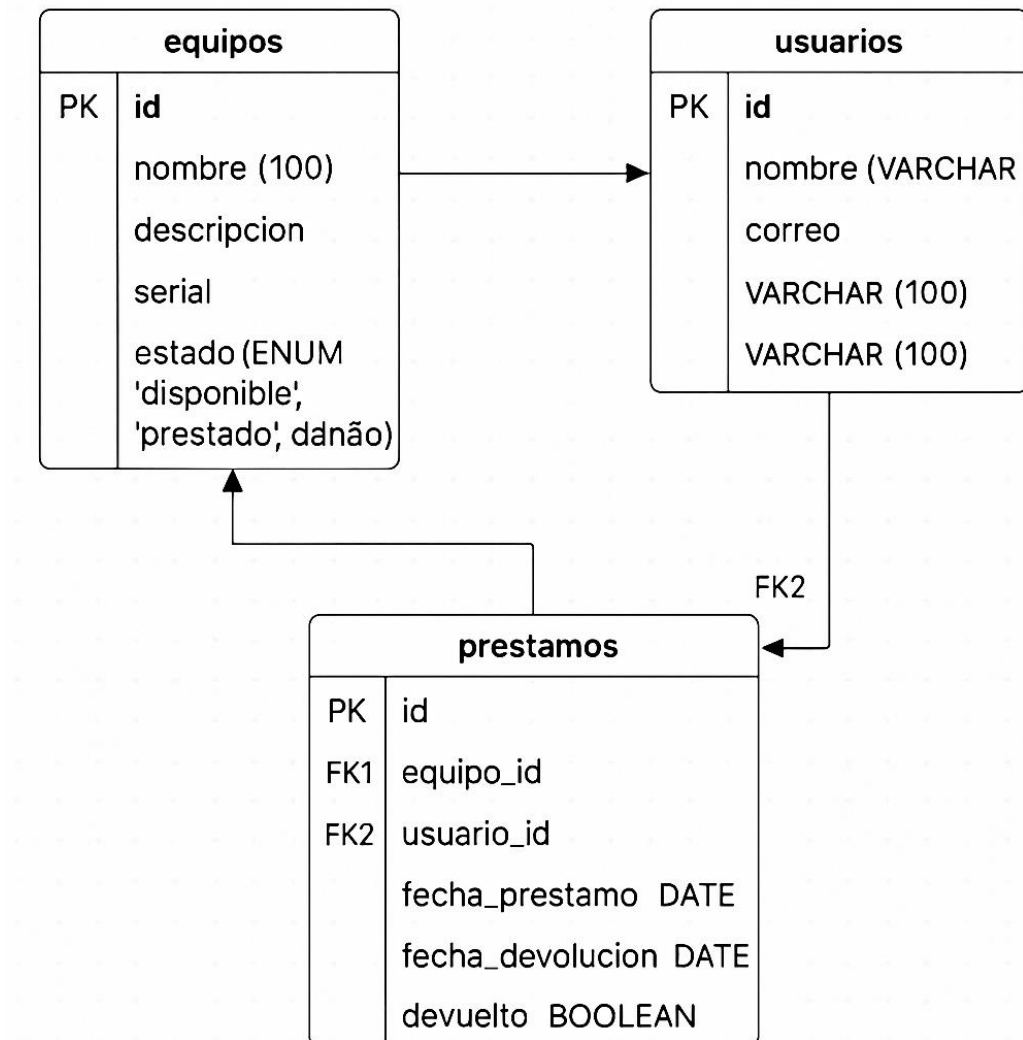 equipos
PK id
nombre (100)
descripcion
serial
estado (ENUM
'disponible',
'prestado', ddnão)
usuarios
PK id
nombre (VARCHAR
correo
VARCHAR (100)
VARCHAR (100)
FK2
prestamos
PK id
FK1 equipo_id
FK2 usuario_id
fecha_prestamo DATE
fecha_devolucion DATE
devuelto BOOLEAN